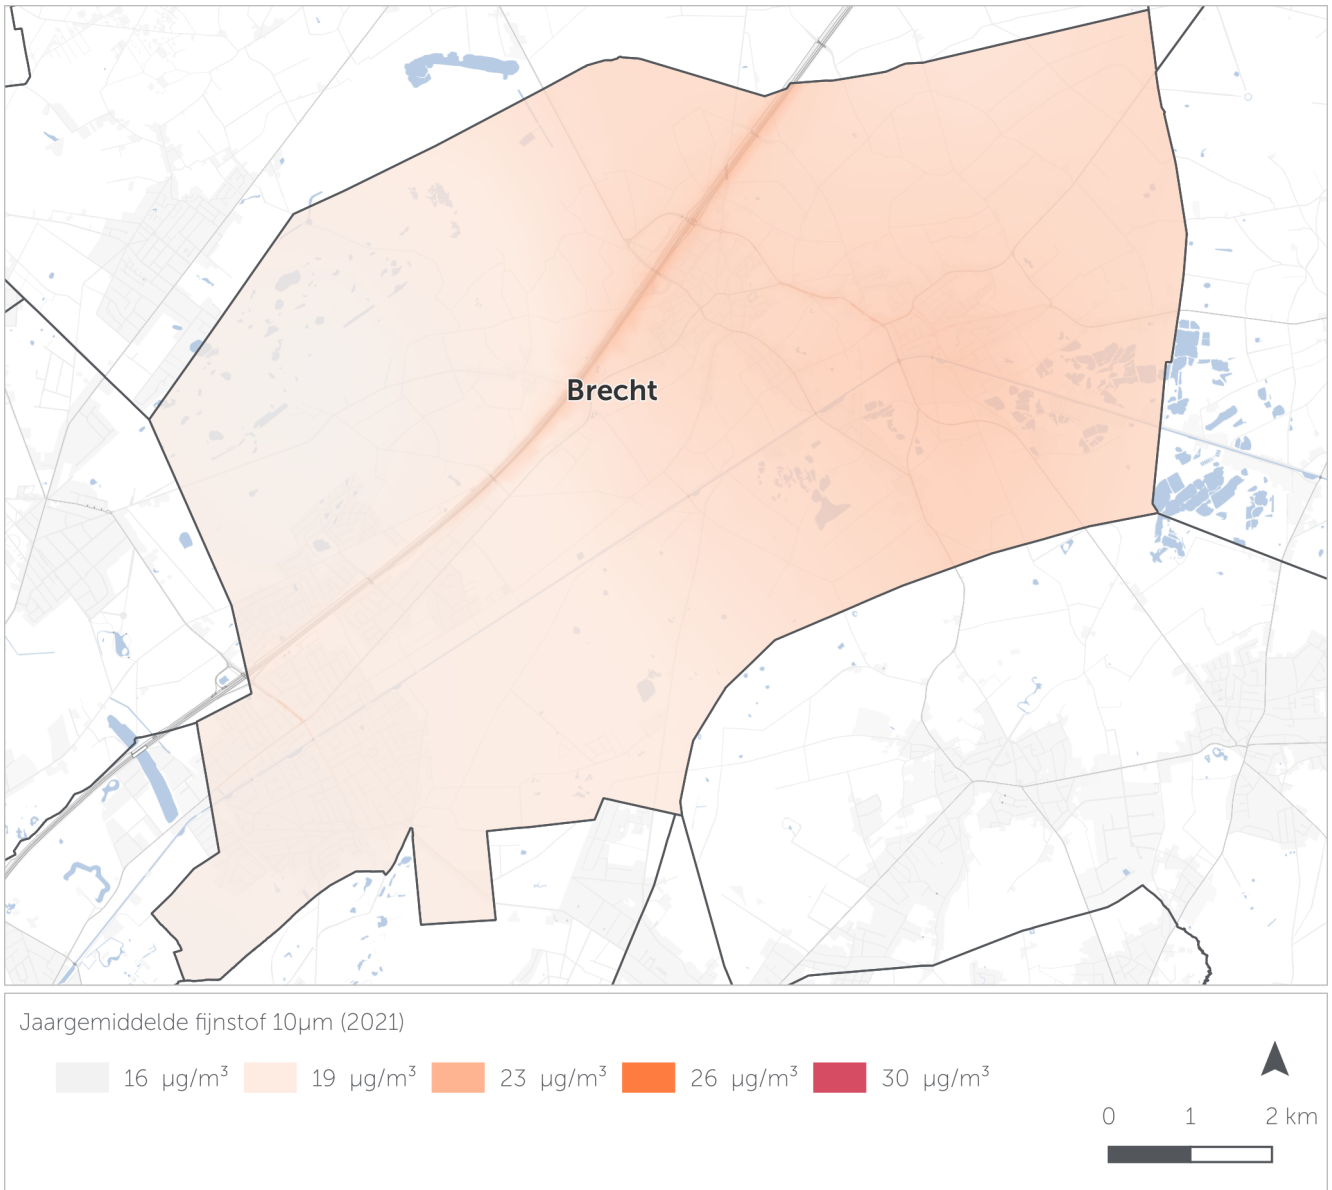 Brecht
Jaargemiddelde fijnstof 10µm (2021)
16 µg/m³ 19 µg/m³ 23 µg/m³ 26 µg/m³ 30 µg/m³
0 1 2 km